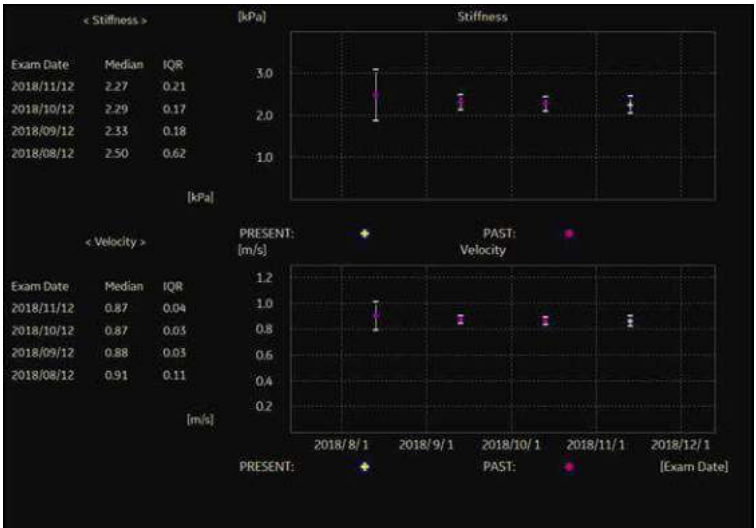 < Stiffness >
Exam Date Median IQR
2018/11/12 2.27 0.21
2018/10/12 2.29 0.17
2018/09/12 2.33 0.18
2018/08/12 2.50 0.62
[kPa]
[kPa] Stiffness
3.0
2.0
1.0
PRESENT: PAST:
< Velocity >
Exam Date Median IQR
2018/11/12 0.87 0.04
2018/10/12 0.87 0.03
2018/09/12 0.88 0.03
2018/08/12 0.91 0.11
[m/s]
[m/s] Velocity
1.2
1.0
0.8
0.6
0.4
0.2
2018/ 8/ 1 2018/ 9/ 1 2018/10/ 1 2018/11/ 1 2018/12/ 1
PRESENT: PAST: [Exam Date]